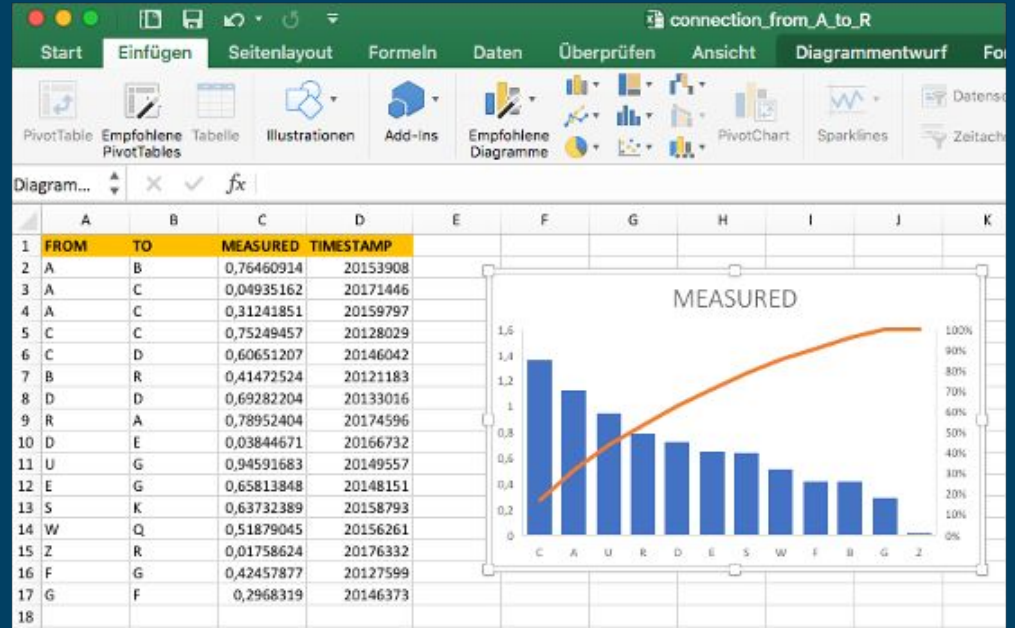 connection_from_A_to_R
Start Einfügen Seitenlayout Formeln Daten Überprüfen Ansicht Diagrammentwurf
PivotTable Empfohlene PivotTables Tabelle Illustrationen Add-Ins Empfohlene Diagramme PivotChart Sparklines
Diagram... fx
A B C D E F G H I J K
1 FROM TO MEASURED TIMESTAMP
2 A B 0,76460914 20153908
3 A C 0,04935162 20171446
4 A C 0,31241851 20159797
5 C C 0,75249457 20128029
6 C D 0,60651207 20146042
7 B R 0,41472524 20121183
8 D D 0,69282204 20133016
9 R A 0,78952404 20174596
10 D E 0,03844671 20166732
11 U G 0,94591683 20149557
12 E G 0,65813848 20148151
13 S K 0,63732389 20158793
14 W Q 0,51879045 20156261
15 Z R 0,01758624 20176332
16 F G 0,42457877 20127599
17 G F 0,2968319 20146373
18
MEASURED
1,6 100%
1,4 90%
80%
1,2 70%
1 60%
0,8 50%
0,6 40%
0,4 30%
20%
0,2 10%
0 0%
C A U R D E S W F B G Z